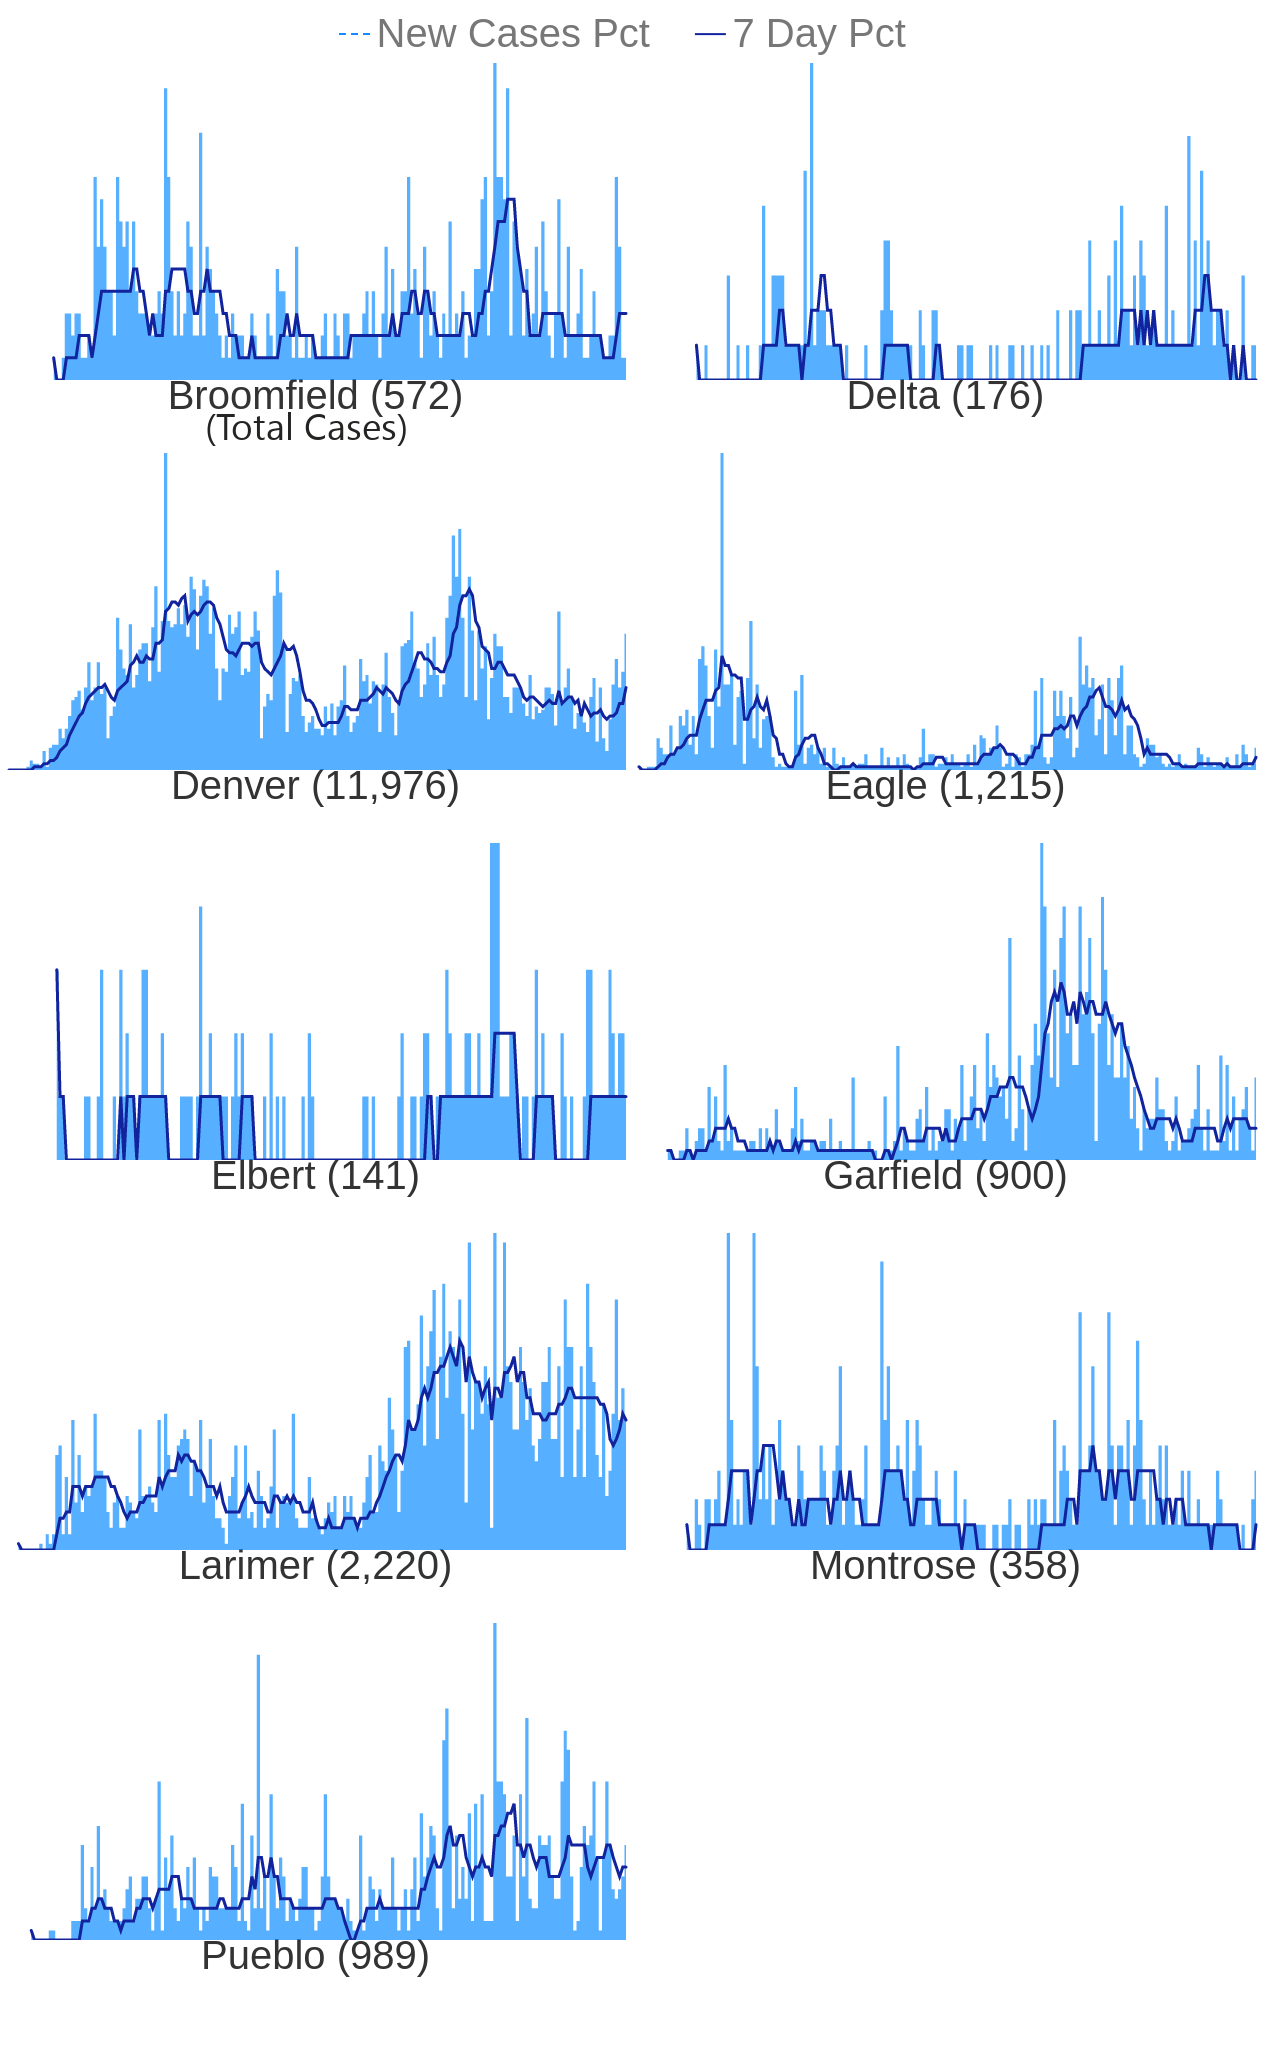 New Cases Pct 7 Day Pct
Broomfield (572) Delta (176)
(Total Cases)
Denver (11,976) Eagle (1,215)
Elbert (141) Garfield (900)
Larimer (2,220) Montrose (358)
Pueblo (989)